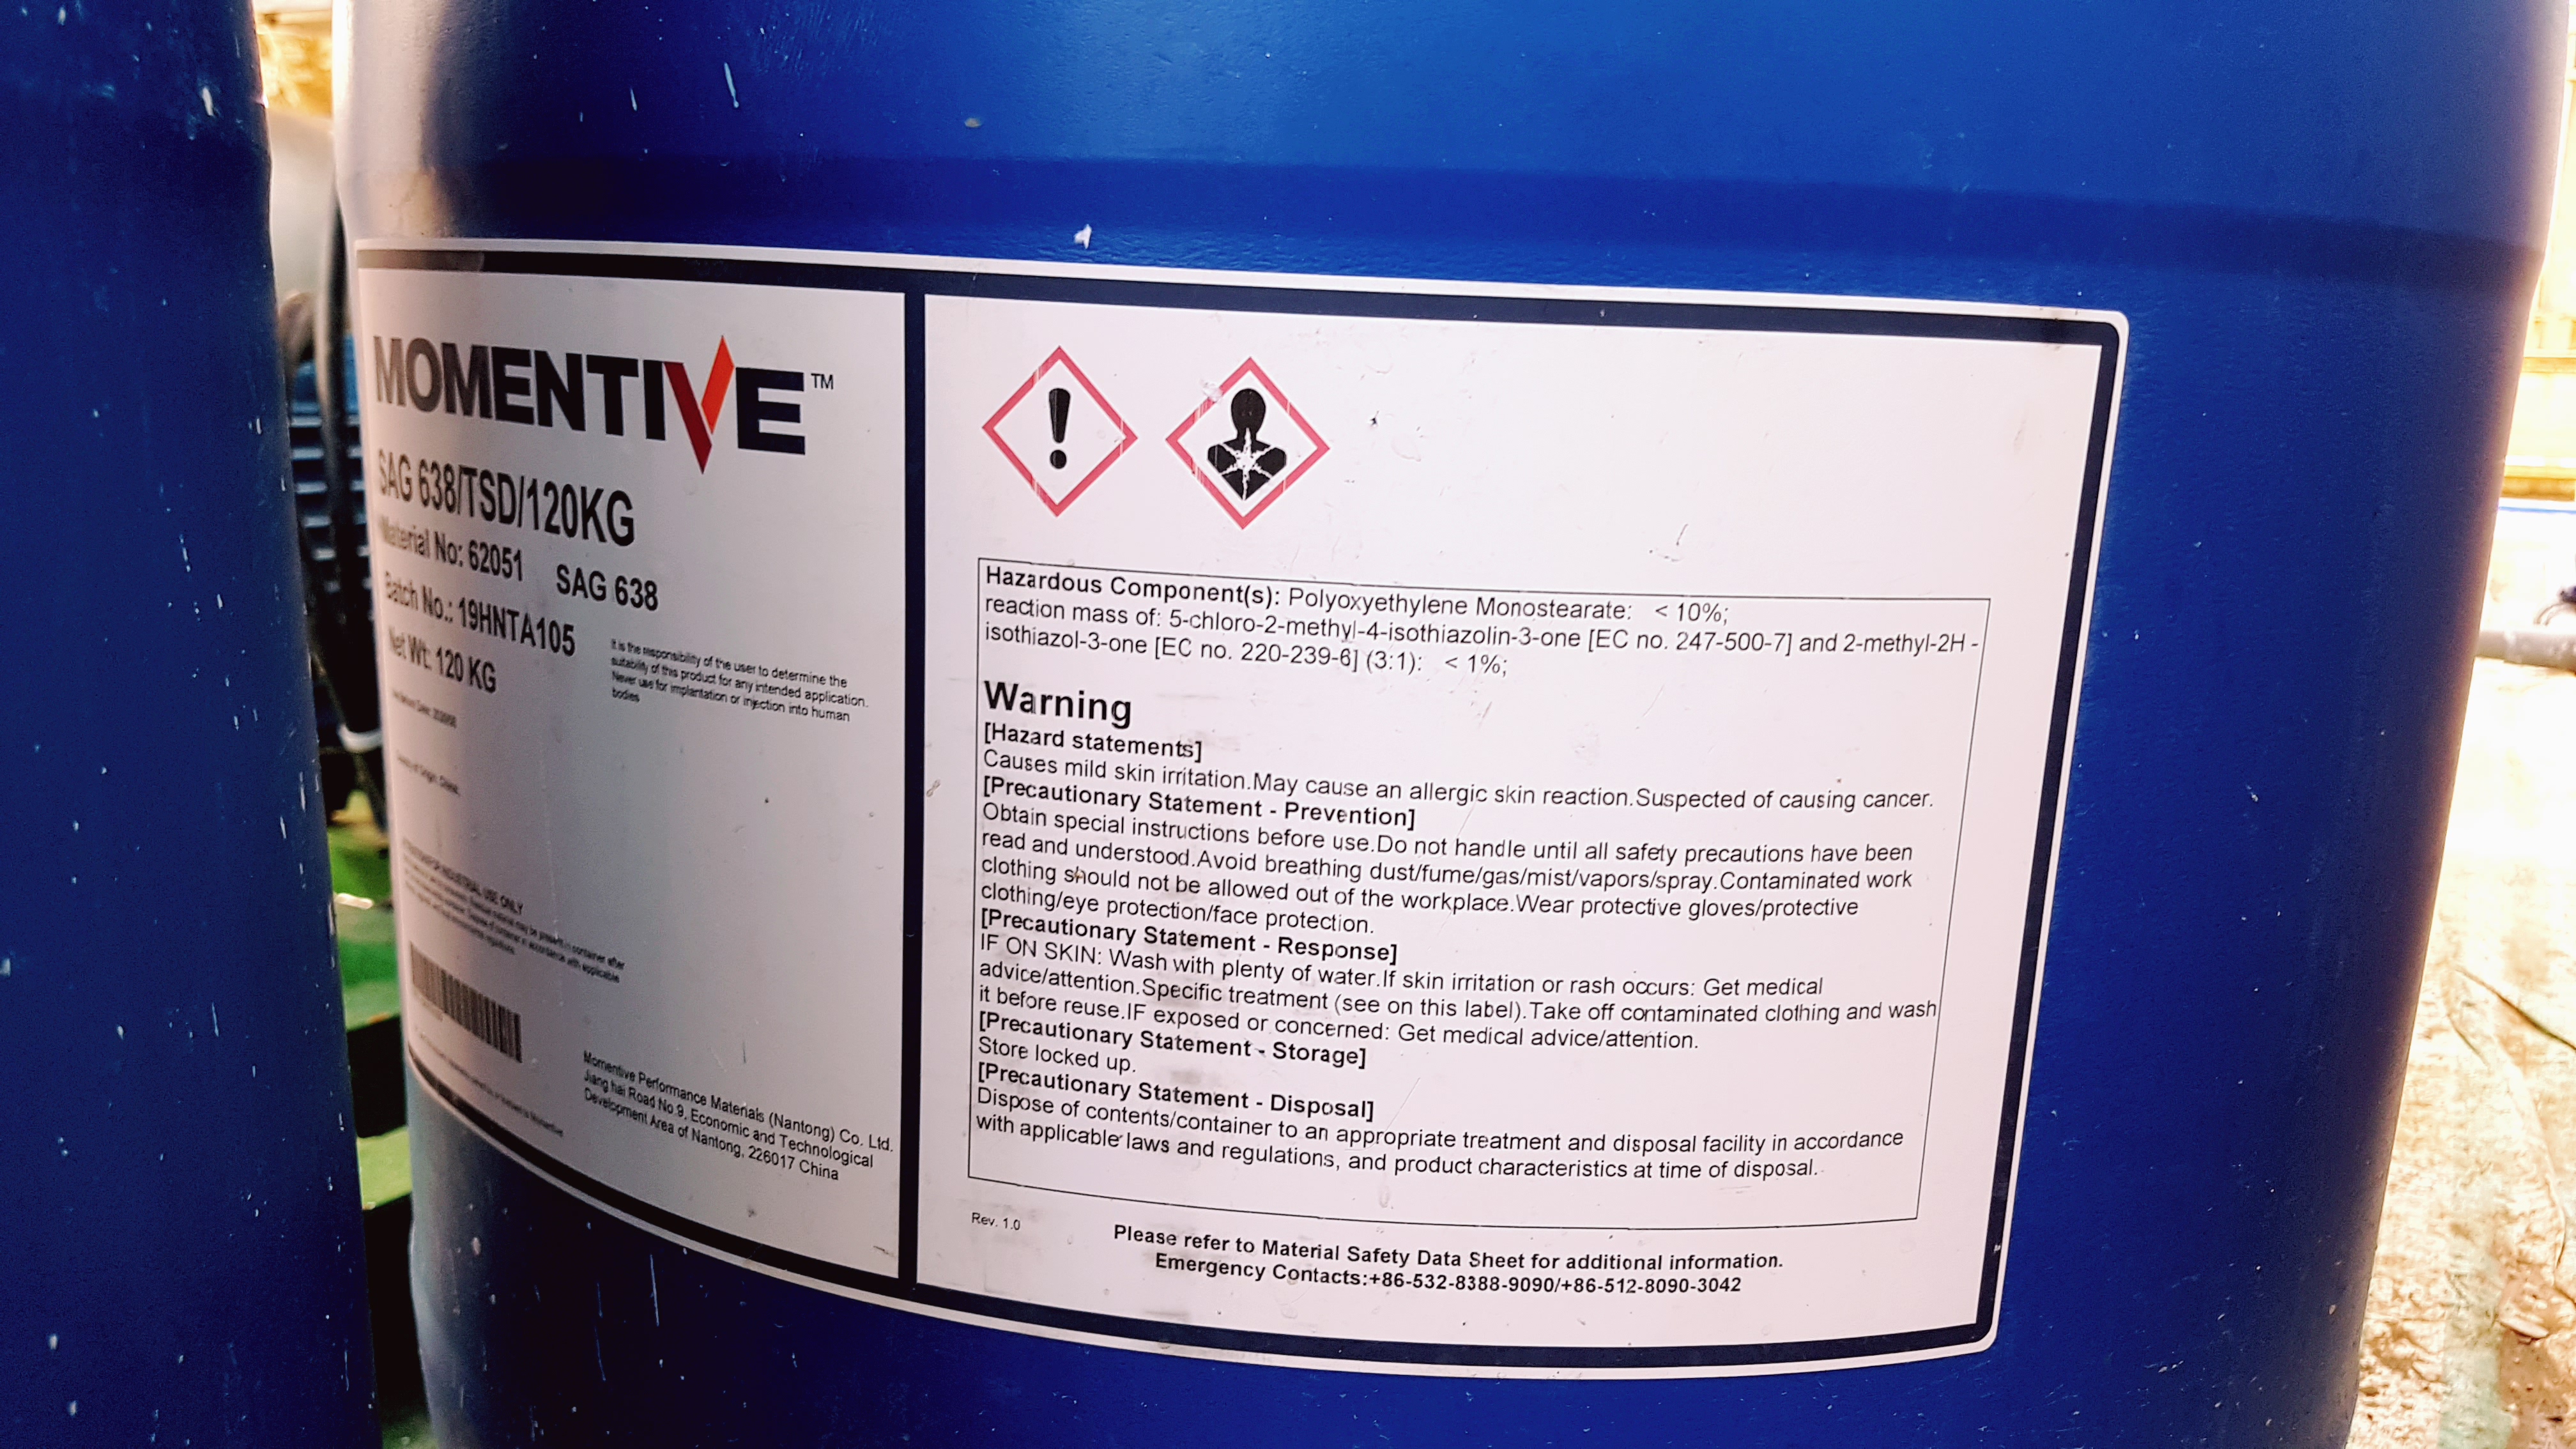 MOMENTIVE™
SAG 638/TSD/120KG
Material No: 62051 SAG 638
Batch No.: 19HNTA105
Net Wt: 120 KG
It is the responsibility of the user to determine the
suitability of this product for any intended application.
Never use for implantation or injection into human
bodies
INDUSTRIAL USE ONLY
Momentive Performance Materials (Nantong) Co. Ltd.
Jiang hai Road No.9, Economic and Technological
Development Area of Nantong, 226017 China
Hazardous Component(s): Polyoxyethylene Monostearate: < 10%;
reaction mass of: 5-chloro-2-methyl-4-isothiazolin-3-one [EC no. 247-500-7] and 2-methyl-2H -
isothiazol-3-one [EC no. 220-239-6] (3:1): < 1%;
Warning
[Hazard statements]
Causes mild skin irritation.May cause an allergic skin reaction.Suspected of causing cancer.
[Precautionary Statement - Prevention]
Obtain special instructions before use.Do not handle until all safety precautions have been
read and understood.Avoid breathing dust/fume/gas/mist/vapors/spray.Contaminated work
clothing should not be allowed out of the workplace.Wear protective gloves/protective
clothing/eye protection/face protection.
[Precautionary Statement - Response]
IF ON SKIN: Wash with plenty of water.If skin irritation or rash occurs: Get medical
advice/attention.Specific treatment (see on this label).Take off contaminated clothing and wash
it before reuse.IF exposed or concerned: Get medical advice/attention.
[Precautionary Statement - Storage]
Store locked up.
[Precautionary Statement - Disposal]
Dispose of contents/container to an appropriate treatment and disposal facility in accordance
with applicable laws and regulations, and product characteristics at time of disposal.
Rev. 1.0
Please refer to Material Safety Data Sheet for additional information.
Emergency Contacts:+86-532-8388-9090/+86-512-8090-3042